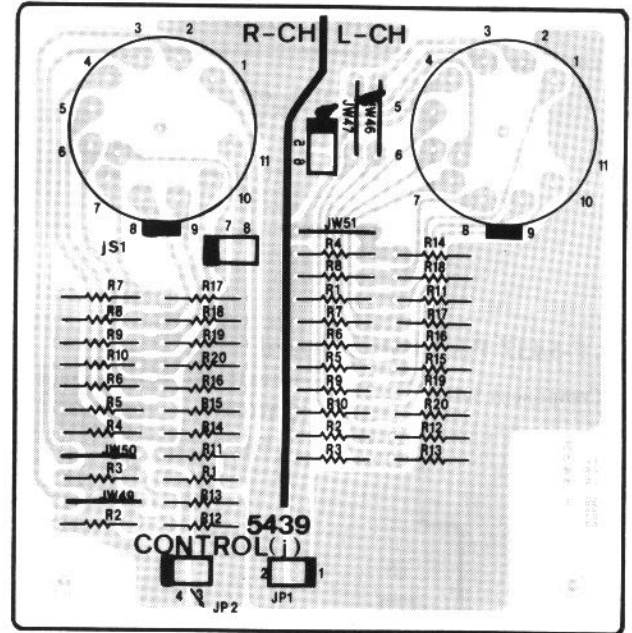 R-CH L-CH
3 2
4 1
5
6 11
7 10
8 9
jS1
7 8
3 2
4 1
5
6 11
7 10
8 9
JW47 JW46
JW51
R7 R17
R8 R18
R9 R19
R10 R20
R6 R16
R5 R15
R4 R14
JW50 R11
R3 R1
JW49 R13
R2 R12
R4 R14
R8 R18
R1 R11
R7 R17
R6 R16
R5 R15
R9 R19
R10 R20
R2 R12
R3 R13
5439
CONTROL(j)
4 3 2 1
JP2 JP1